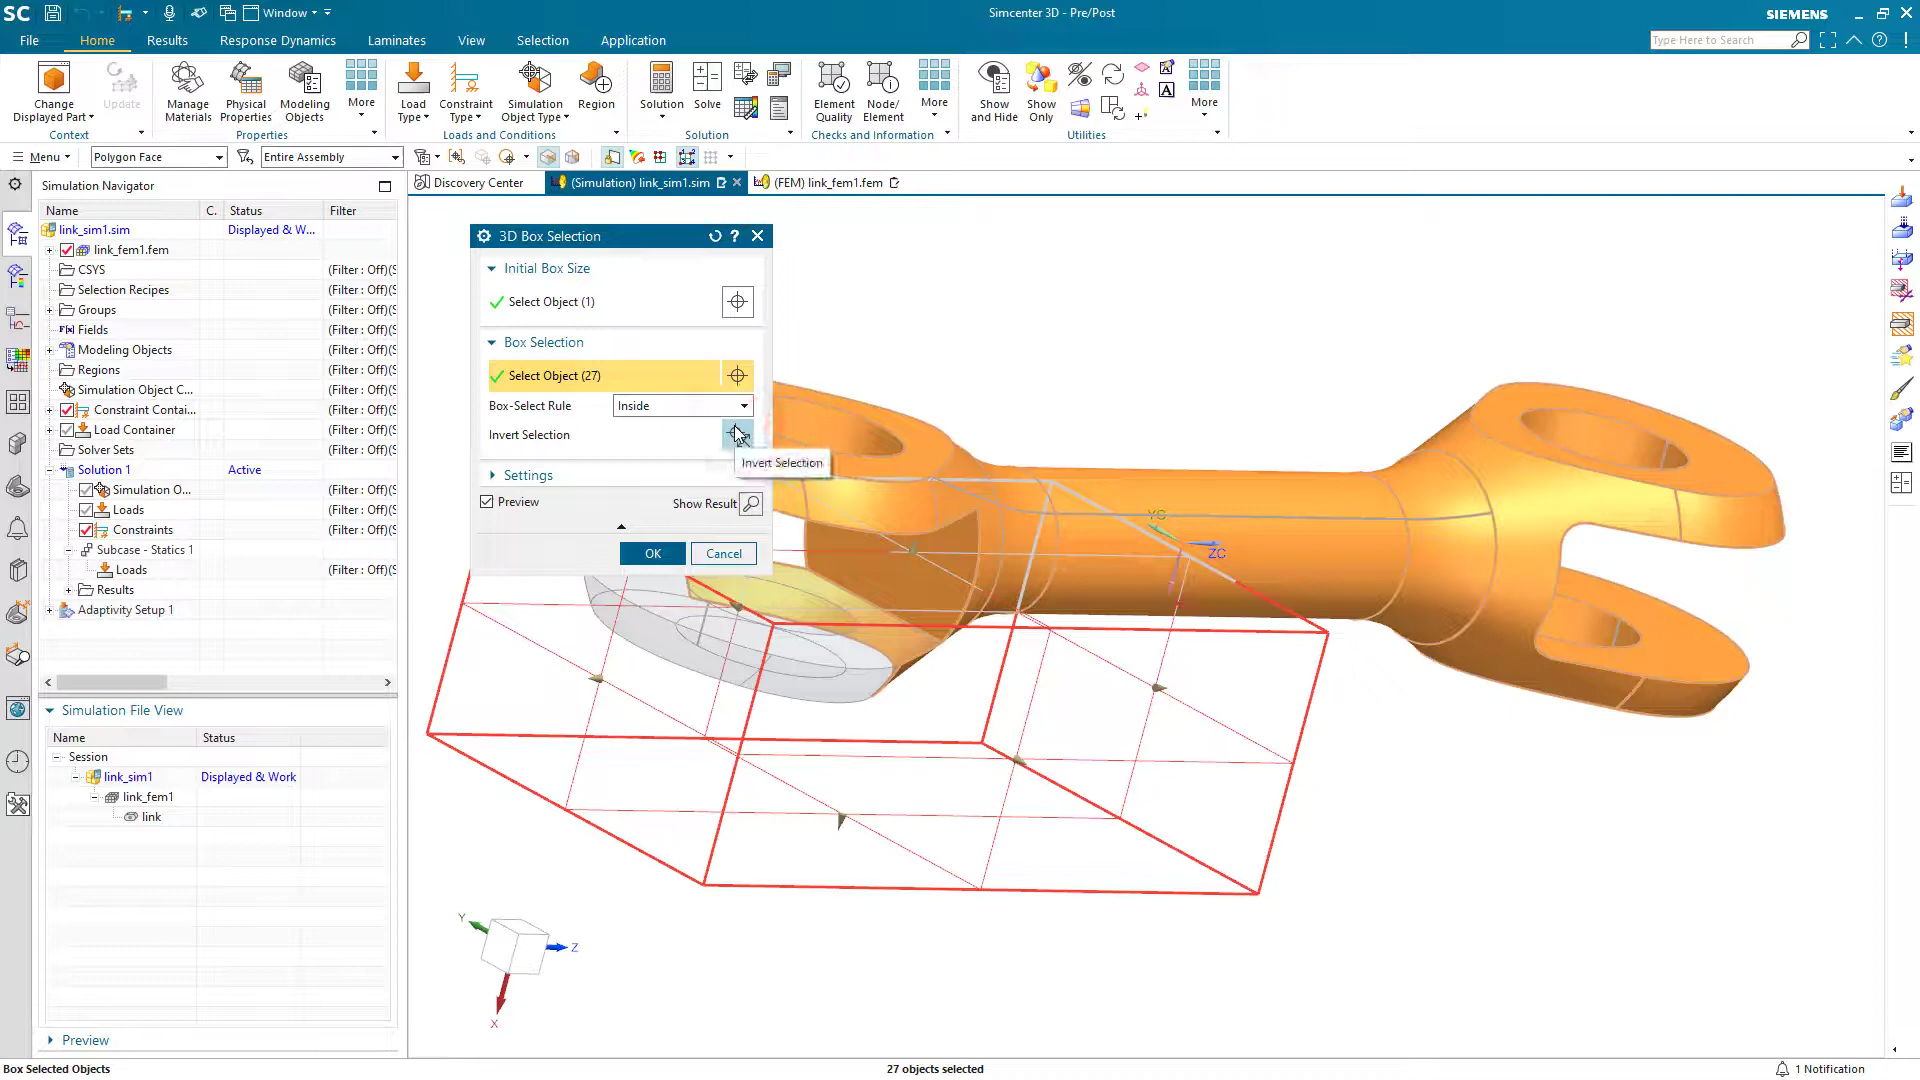 SC Window Simcenter 3D - Pre/Post SIEMENS
File Home Results Response Dynamics Laminates View Selection Application Type Here to Search
Change Displayed Part
Update
Manage Materials
Physical Properties
Modeling Objects
More
Load Type
Constraint Type
Simulation Object Type
Region
Solution
Solve
Element Quality
Node/ Element
More
Show and Hide
Show Only
More
Context Properties Loads and Conditions Solution Checks and Information Utilities
Menu Polygon Face Entire Assembly
Simulation Navigator
Discovery Center (Simulation) link_sim1.sim (FEM) link_fem1.fem
Name C. Status Filter
link_sim1.sim Displayed & W...
link_fem1.fem
CSYS (Filter : Off)(S
Selection Recipes (Filter : Off)(S
Groups (Filter : Off)(S
Fields (Filter : Off)(S
Modeling Objects (Filter : Off)(S
Regions (Filter : Off)(S
Simulation Object C... (Filter : Off)(S
Constraint Contai... (Filter : Off)(S
Load Container (Filter : Off)(S
Solver Sets (Filter : Off)(S
Solution 1 Active (Filter : Off)(S
Simulation O... (Filter : Off)(S
Loads (Filter : Off)(S
Constraints (Filter : Off)(S
Subcase - Statics 1
Loads (Filter : Off)(S
Results
Adaptivity Setup 1
Simulation File View
Name Status
Session
link_sim1 Displayed & Work
link_fem1
link
Preview
3D Box Selection ?
Initial Box Size
Select Object (1)
Box Selection
Select Object (27)
Box-Select Rule Inside
Invert Selection
Invert Selection
Settings
Preview Show Result
OK Cancel
ZC
Y
Z
X
Box Selected Objects 27 objects selected 1 Notification